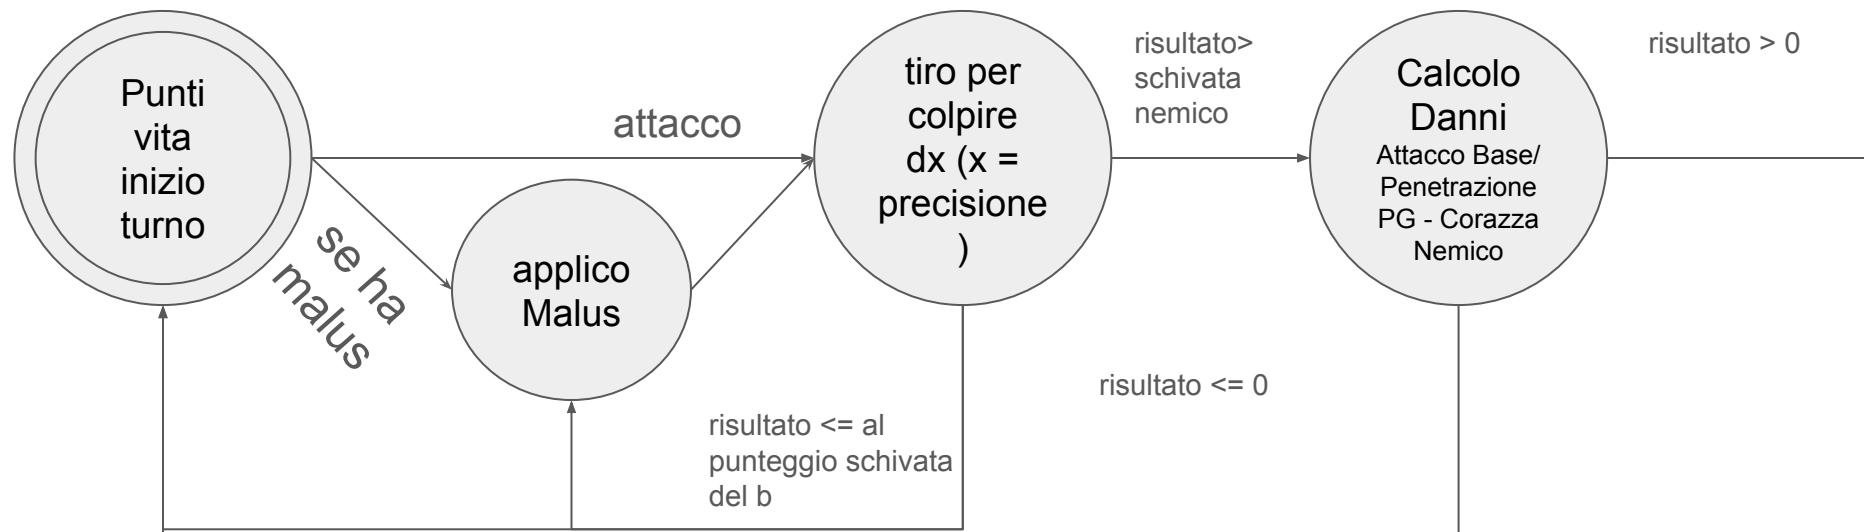 Punti
vita
inizio
turno
se ha
malus
attacco
applico
Malus
tiro per
colpire
dx (x =
precisione
)
risultato <= al
punteggio schivata
del b
risultato>
schivata
nemico
risultato <= 0
Calcolo
Danni
Attacco Base/
Penetrazione
PG - Corazza
Nemico
risultato > 0